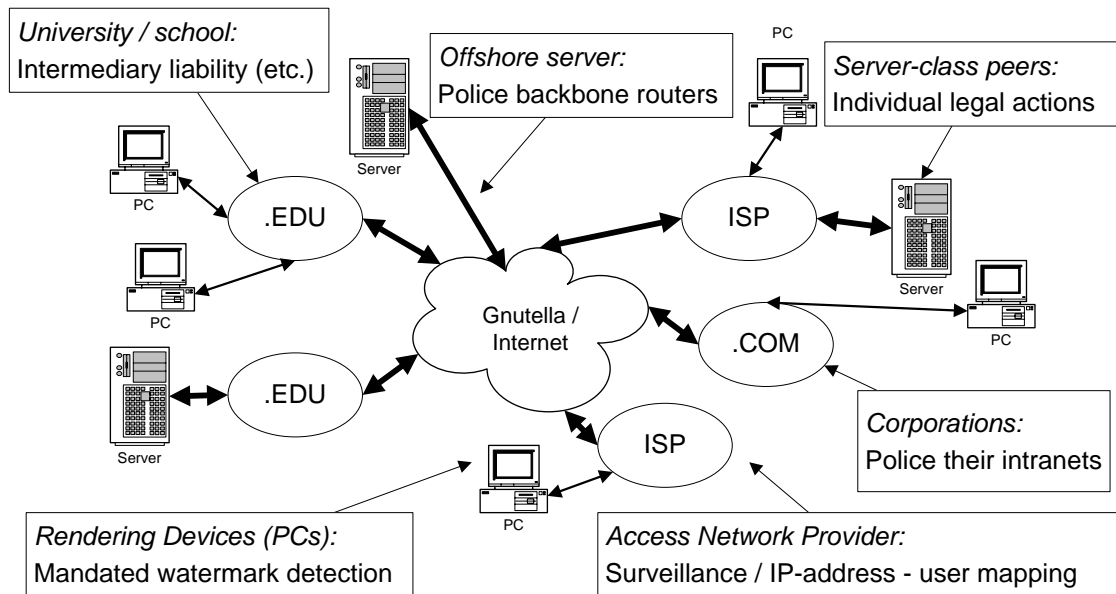 University / school:
Intermediary liability (etc.)
Offshore server:
Police backbone routers
PC
Server-class peers:
Individual legal actions
Server
PC
.EDU
ISP
Server
PC
Gnutella /
Internet
.COM
PC
.EDU
Server
ISP
PC
Corporations:
Police their intranets
Rendering Devices (PCs):
Mandated watermark detection
Access Network Provider:
Surveillance / IP-address - user mapping